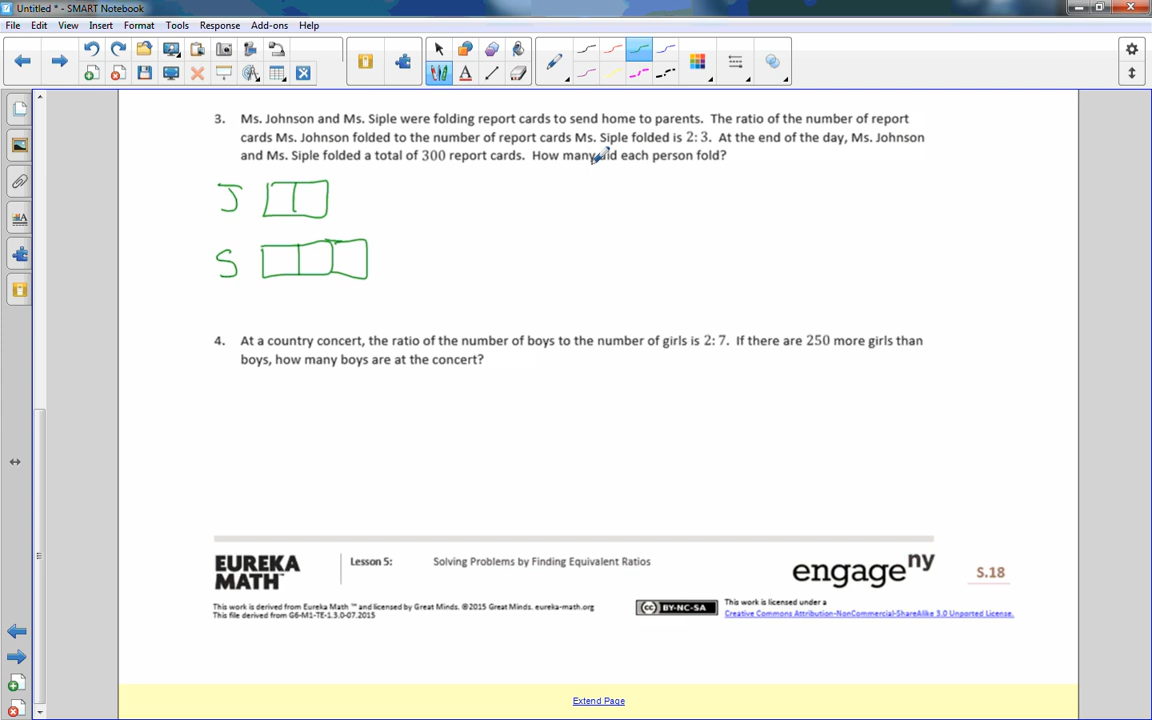 Untitled * - SMART Notebook
File Edit View Insert Format Tools Response Add-ons Help
3. Ms. Johnson and Ms. Siple were folding report cards to send home to parents. The ratio of the number of report
cards Ms. Johnson folded to the number of report cards Ms. Siple folded is 2: 3. At the end of the day, Ms. Johnson
and Ms. Siple folded a total of 300 report cards. How many did each person fold?
J
S
4. At a country concert, the ratio of the number of boys to the number of girls is 2: 7. If there are 250 more girls than
boys, how many boys are at the concert?
EUREKA
MATH™
Lesson 5: Solving Problems by Finding Equivalent Ratios
engage ny
S.18
This work is derived from Eureka Math ™ and licensed by Great Minds. ©2015 Great Minds. eureka-math.org
This file derived from G6-M1-TE-1.3.0-07.2015
cc BY-NC-SA
This work is licensed under a
Creative Commons Attribution-NonCommercial-ShareAlike 3.0 Unported License.
Extend Page